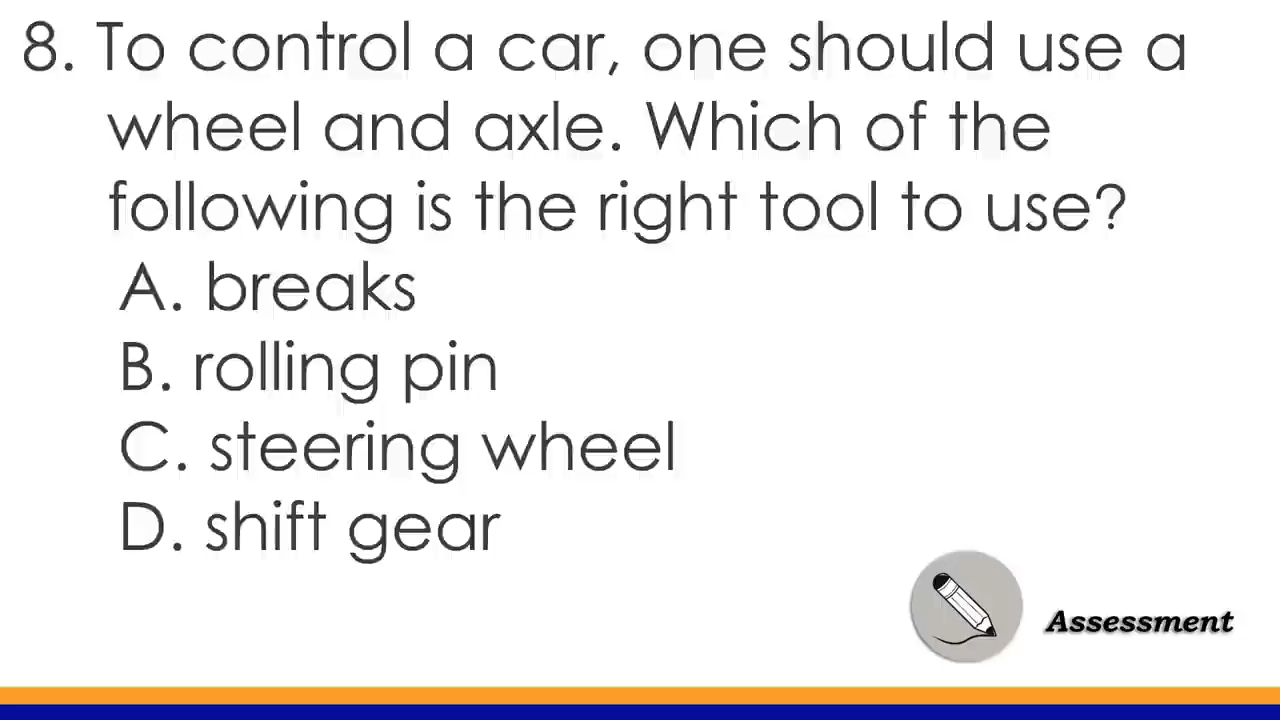 8. To control a car, one should use a
wheel and axle. Which of the
following is the right tool to use?
A. breaks
B. rolling pin
C. steering wheel
D. shift gear
Assessment